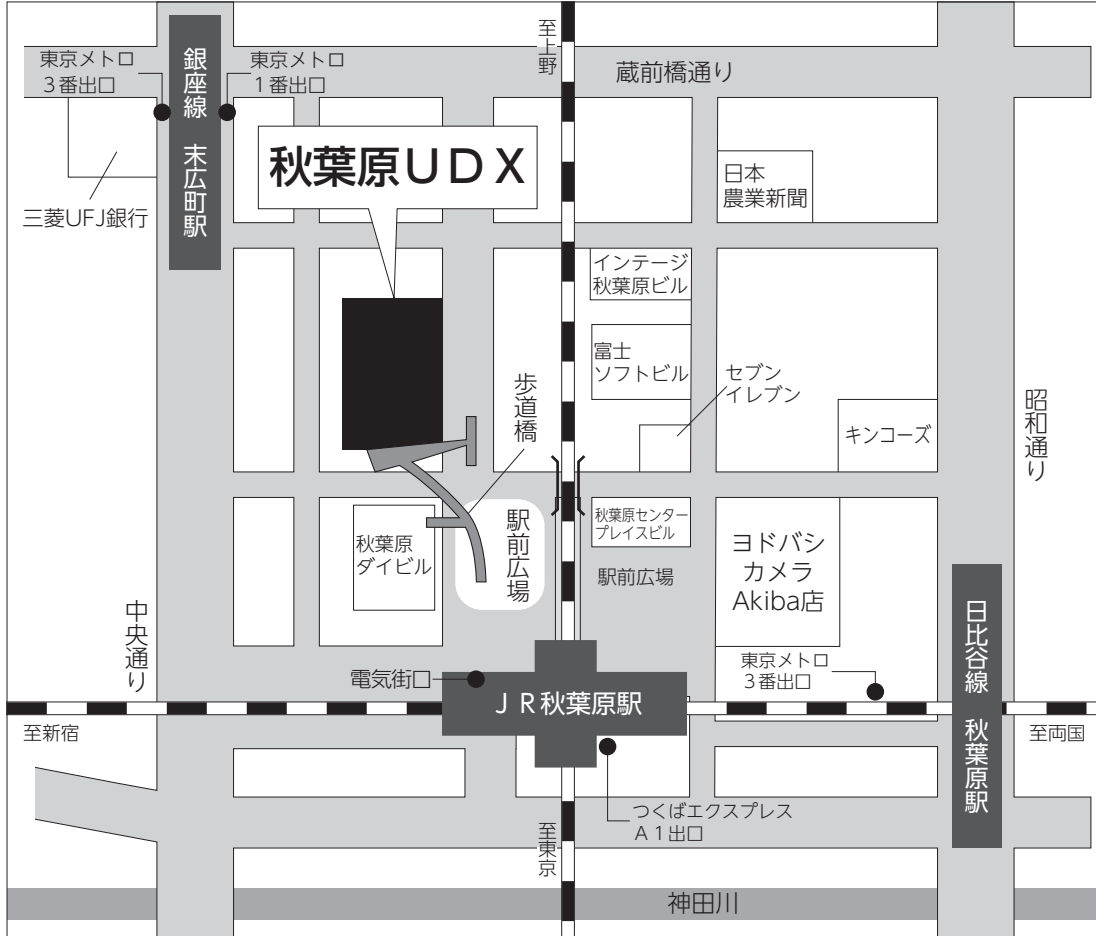 至上野
東京メトロ
3番出口
銀座線 末広町駅
東京メトロ
1番出口
蔵前橋通り
秋葉原UDX
日本
農業新聞
三菱UFJ銀行
インテージ
秋葉原ビル
富士
ソフトビル
セブン
イレブン
歩道橋
キンコーズ
昭和通り
秋葉原
ダイビル
駅前広場
秋葉原センター
プレイスビル
駅前広場
ヨドバシ
カメラ
Akiba店
中央通り
電気街口
JR秋葉原駅
東京メトロ
3番出口
日比谷線 秋葉原駅
至新宿
至両国
つくばエクスプレス
A1出口
至東京
神田川